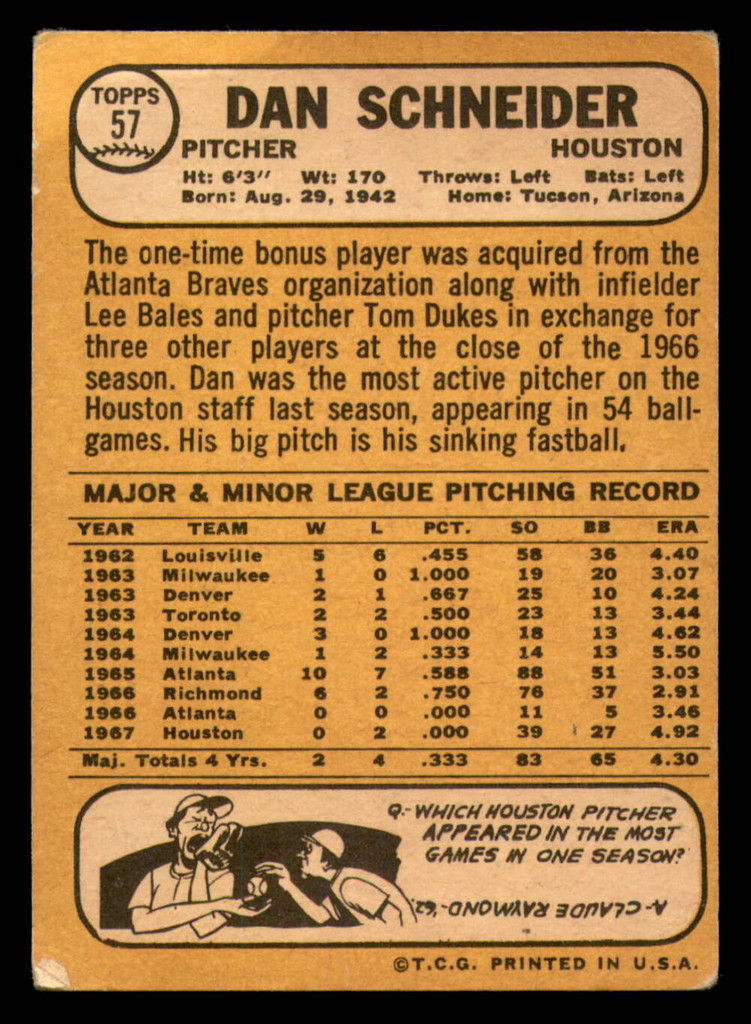 TOPPS
57
DAN SCHNEIDER
PITCHER HOUSTON
Ht: 6'3" Wt: 170 Throws: Left Bats: Left
Born: Aug. 29, 1942 Home: Tucson, Arizona
The one-time bonus player was acquired from the
Atlanta Braves organization along with infielder
Lee Bales and pitcher Tom Dukes in exchange for
three other players at the close of the 1966
season. Dan was the most active pitcher on the
Houston staff last season, appearing in 54 ball-
games. His big pitch is his sinking fastball.
MAJOR & MINOR LEAGUE PITCHING RECORD
YEAR TEAM W L PCT. SO BB ERA
1962 Louisville 5 6 .455 58 36 4.40
1963 Milwaukee 1 0 1.000 19 20 3.07
1963 Denver 2 1 .667 25 10 4.24
1963 Toronto 2 2 .500 23 13 3.44
1964 Denver 3 0 1.000 18 13 4.62
1964 Milwaukee 1 2 .333 14 13 5.50
1965 Atlanta 10 7 .588 88 51 3.03
1966 Richmond 6 2 .750 76 37 2.91
1966 Atlanta 0 0 .000 11 5 3.46
1967 Houston 0 2 .000 39 27 4.92
Maj. Totals 4 Yrs. 2 4 .333 83 65 4.30
Q.- WHICH HOUSTON PITCHER
APPEARED IN THE MOST
GAMES IN ONE SEASON?
A- CLAUDE RAYMOND-'62.
©T.C.G. PRINTED IN U.S.A.